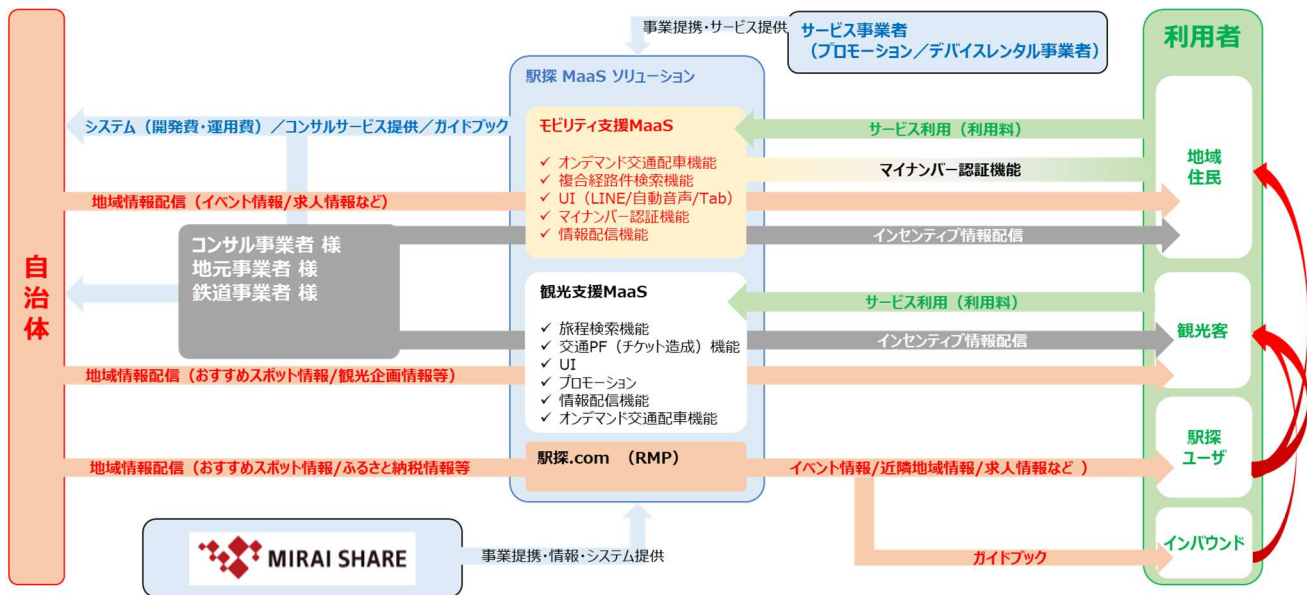 事業提携・サービス提供
サービス事業者
（プロモーション／デバイスレンタル事業者）
利用者
駅探 MaaS ソリューション
システム（開発費・運用費）／コンサルサービス提供／ガイドブック
モビリティ支援MaaS
✓ オンデマンド交通配車機能
✓ 複合経路件検索機能
✓ UI（LINE/自動音声/Tab）
✓ マイナンバー認証機能
✓ 情報配信機能
サービス利用（利用料）
マイナンバー認証機能
地域
住民
地域情報配信（イベント情報/求人情報など）
インセンティブ情報配信
コンサル事業者 様
地元事業者 様
鉄道事業者 様
自治体
観光支援MaaS
✓ 旅程検索機能
✓ 交通PF（チケット造成）機能
✓ UI
✓ プロモーション
✓ 情報配信機能
✓ オンデマンド交通配車機能
サービス利用（利用料）
インセンティブ情報配信
観光客
地域情報配信（おすすめスポット情報/観光企画情報等）
地域情報配信（おすすめスポット情報/ふるさと納税情報等
駅探.com （RMP）
イベント情報/近隣地域情報/求人情報など ）
駅探
ユーザ
MIRAI SHARE
事業提携・情報・システム提供
ガイドブック
インバウンド